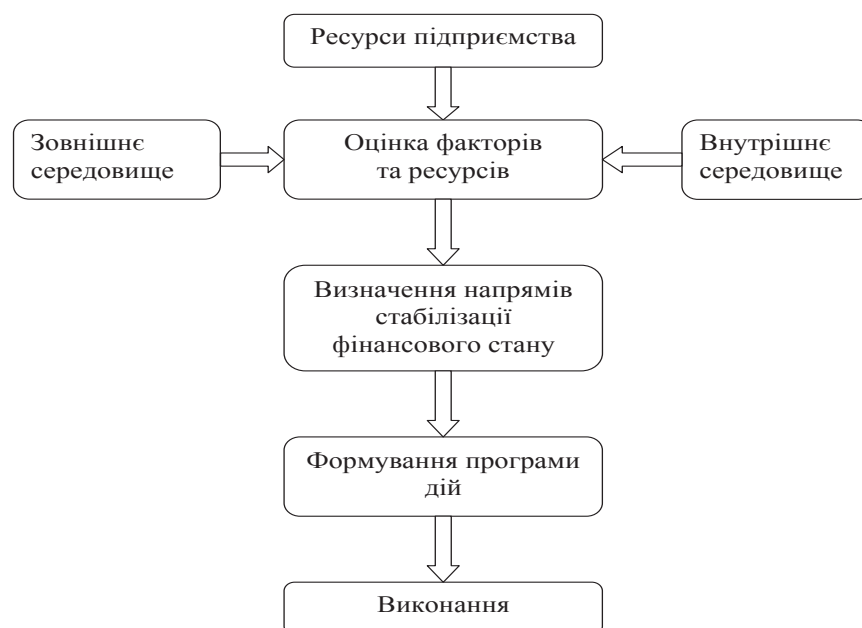 Ресурси підприємства
Зовнішнє
середовище
Оцінка факторів
та ресурсів
Внутрішнє
середовище
Визначення напрямів
стабілізації
фінансового стану
Формування програми
дій
Виконання